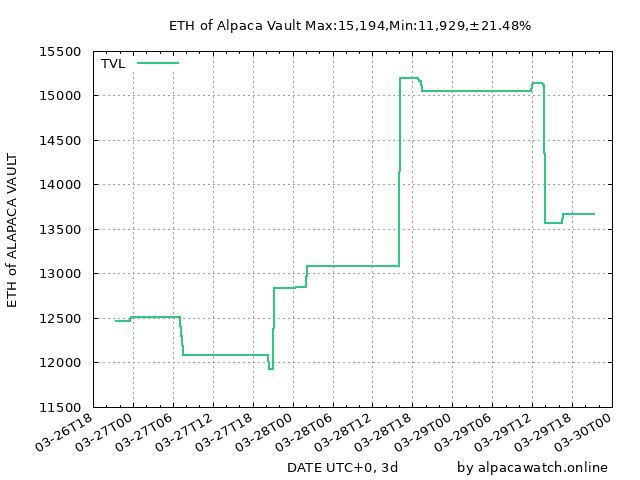 ETH of Alpaca Vault Max:15,194,Min:11,929,±21.48%
TVL
15500
15000
14500
14000
13500
13000
12500
12000
11500
ETH of ALAPACA VAULT
03-26T18
03-27T00
03-27T06
03-27T12
03-27T18
03-28T00
03-28T06
03-28T12
03-28T18
03-29T00
03-29T06
03-29T12
03-29T18
03-30T00
DATE UTC+0, 3d
by alpacawatch.online